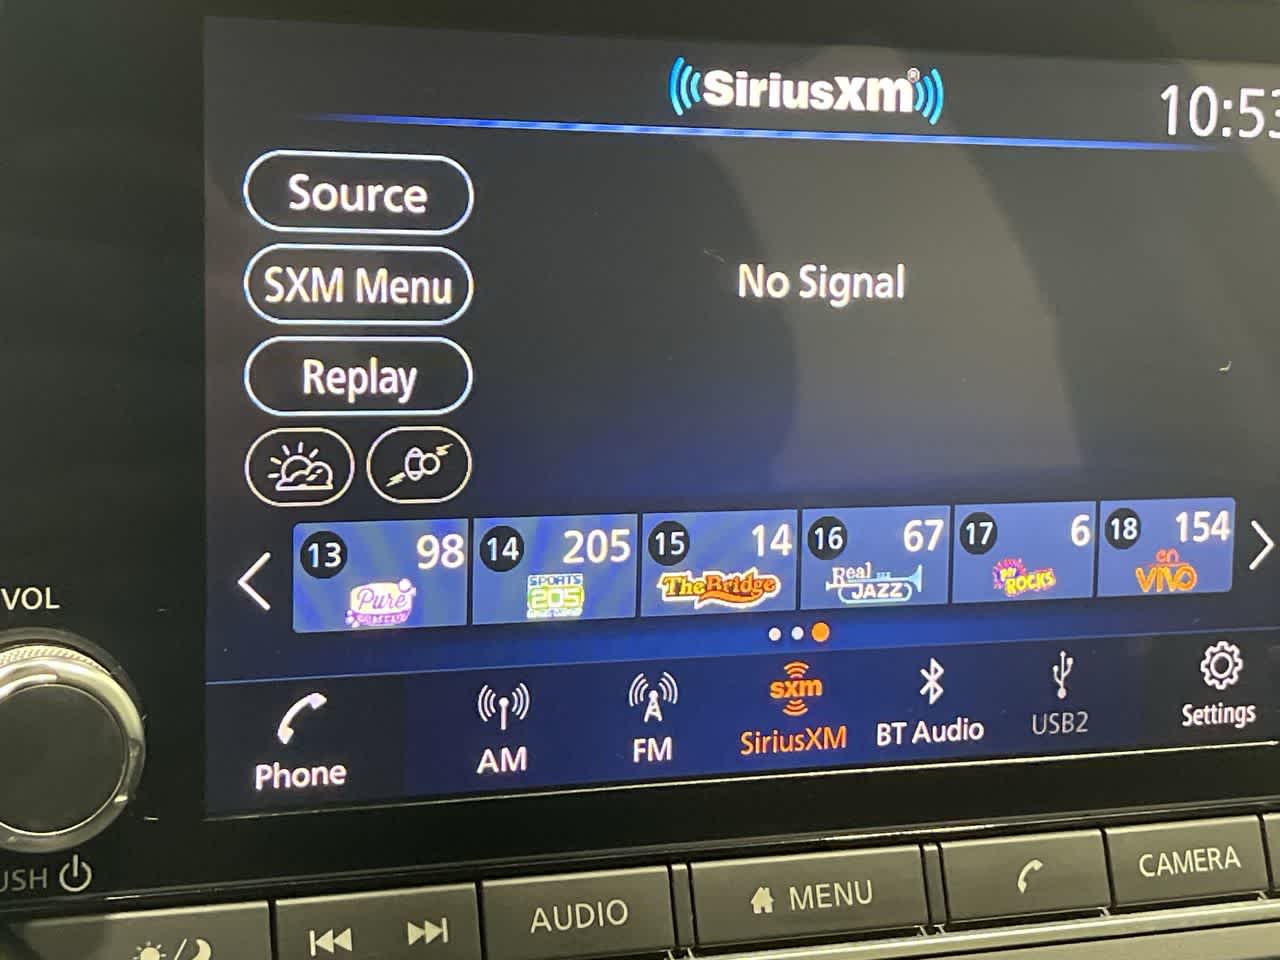 SiriusXM®
10:53
Source
SXM Menu
Replay
No Signal
13 98
Pure
14 205
SPORTS
205
15 14
The Bridge
16 67
Real
JAZZ
17 6
POP
ROCKS
18 154
en
VIVO
VOL
Phone
AM
FM
sxm
SiriusXM
BT Audio
USB2
Settings
USH
AUDIO
MENU
CAMERA